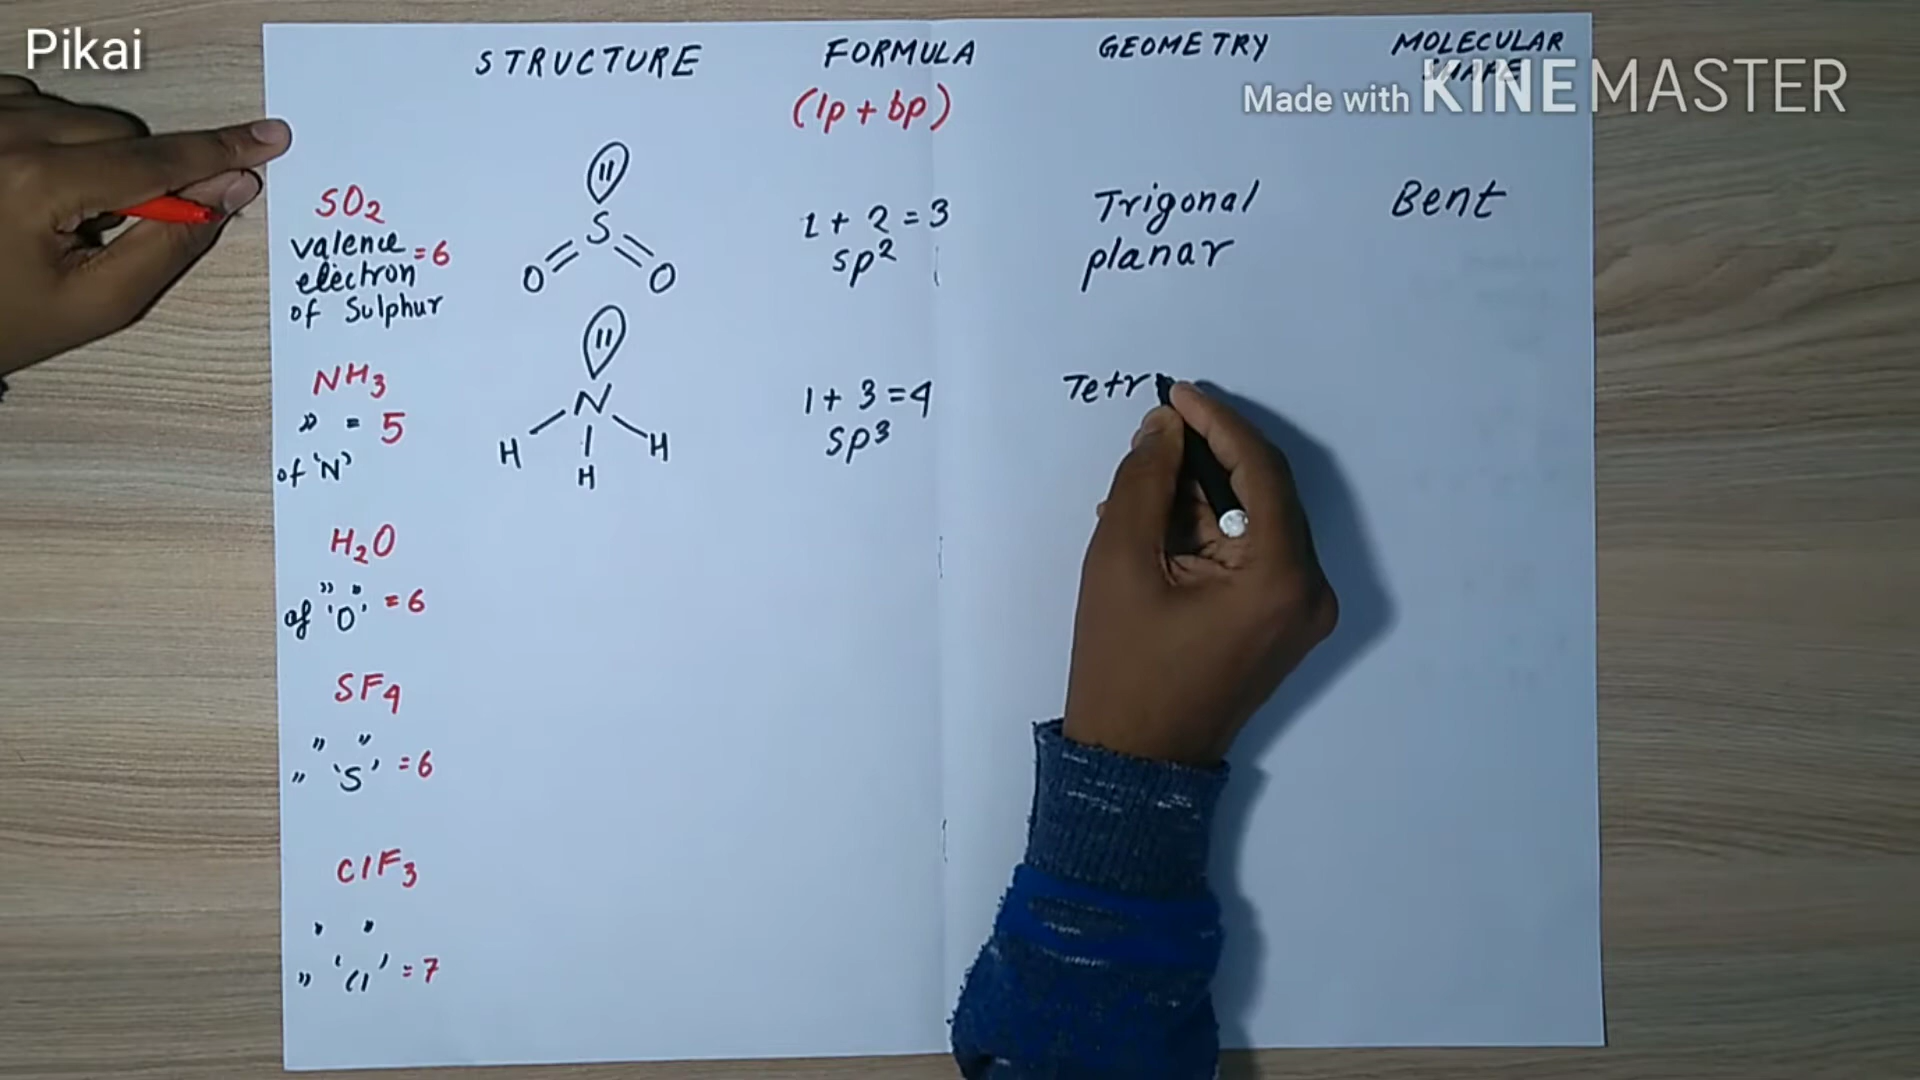 Pikai
STRUCTURE FORMULA GEOMETRY MOLECULAR
SHAPE
Made with KINEMASTER
(lp + bp)
SO2
valence
electron = 6
of Sulphur
S
O O
1 + 2 = 3
sp2
Trigonal
planar
Bent
NH3
" = 5
of 'N'
N
H H
H
1 + 3 = 4
sp3
Tetr
H2O
" "
of 'O' = 6
SF4
" "
" 'S' = 6
ClF3
" "
" 'Cl' = 7